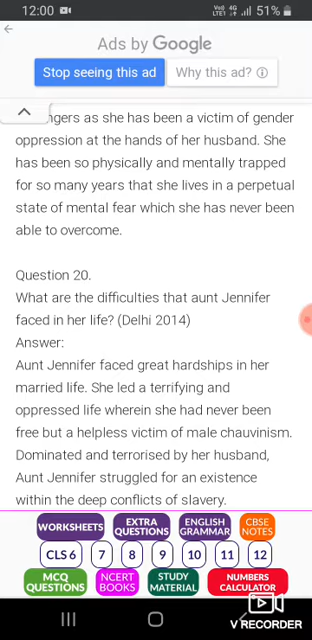 12:00
Vo) 4G LTE1 51%
Ads by Google
Stop seeing this ad
Why this ad?
ngers as she has been a victim of gender
oppression at the hands of her husband. She
has been so physically and mentally trapped
for so many years that she lives in a perpetual
state of mental fear which she has never been
able to overcome.
Question 20.
What are the difficulties that aunt Jennifer
faced in her life? (Delhi 2014)
Answer:
Aunt Jennifer faced great hardships in her
married life. She led a terrifying and
oppressed life wherein she had never been
free but a helpless victim of male chauvinism.
Dominated and terrorised by her husband,
Aunt Jennifer struggled for an existence
within the deep conflicts of slavery.
WORKSHEETS
EXTRA QUESTIONS
ENGLISH GRAMMAR
CBSE NOTES
CLS 6 7 8 9 10 11 12
MCQ QUESTIONS
NCERT BOOKS
STUDY MATERIAL
NUMBERS CALCULATOR
V RECORDER